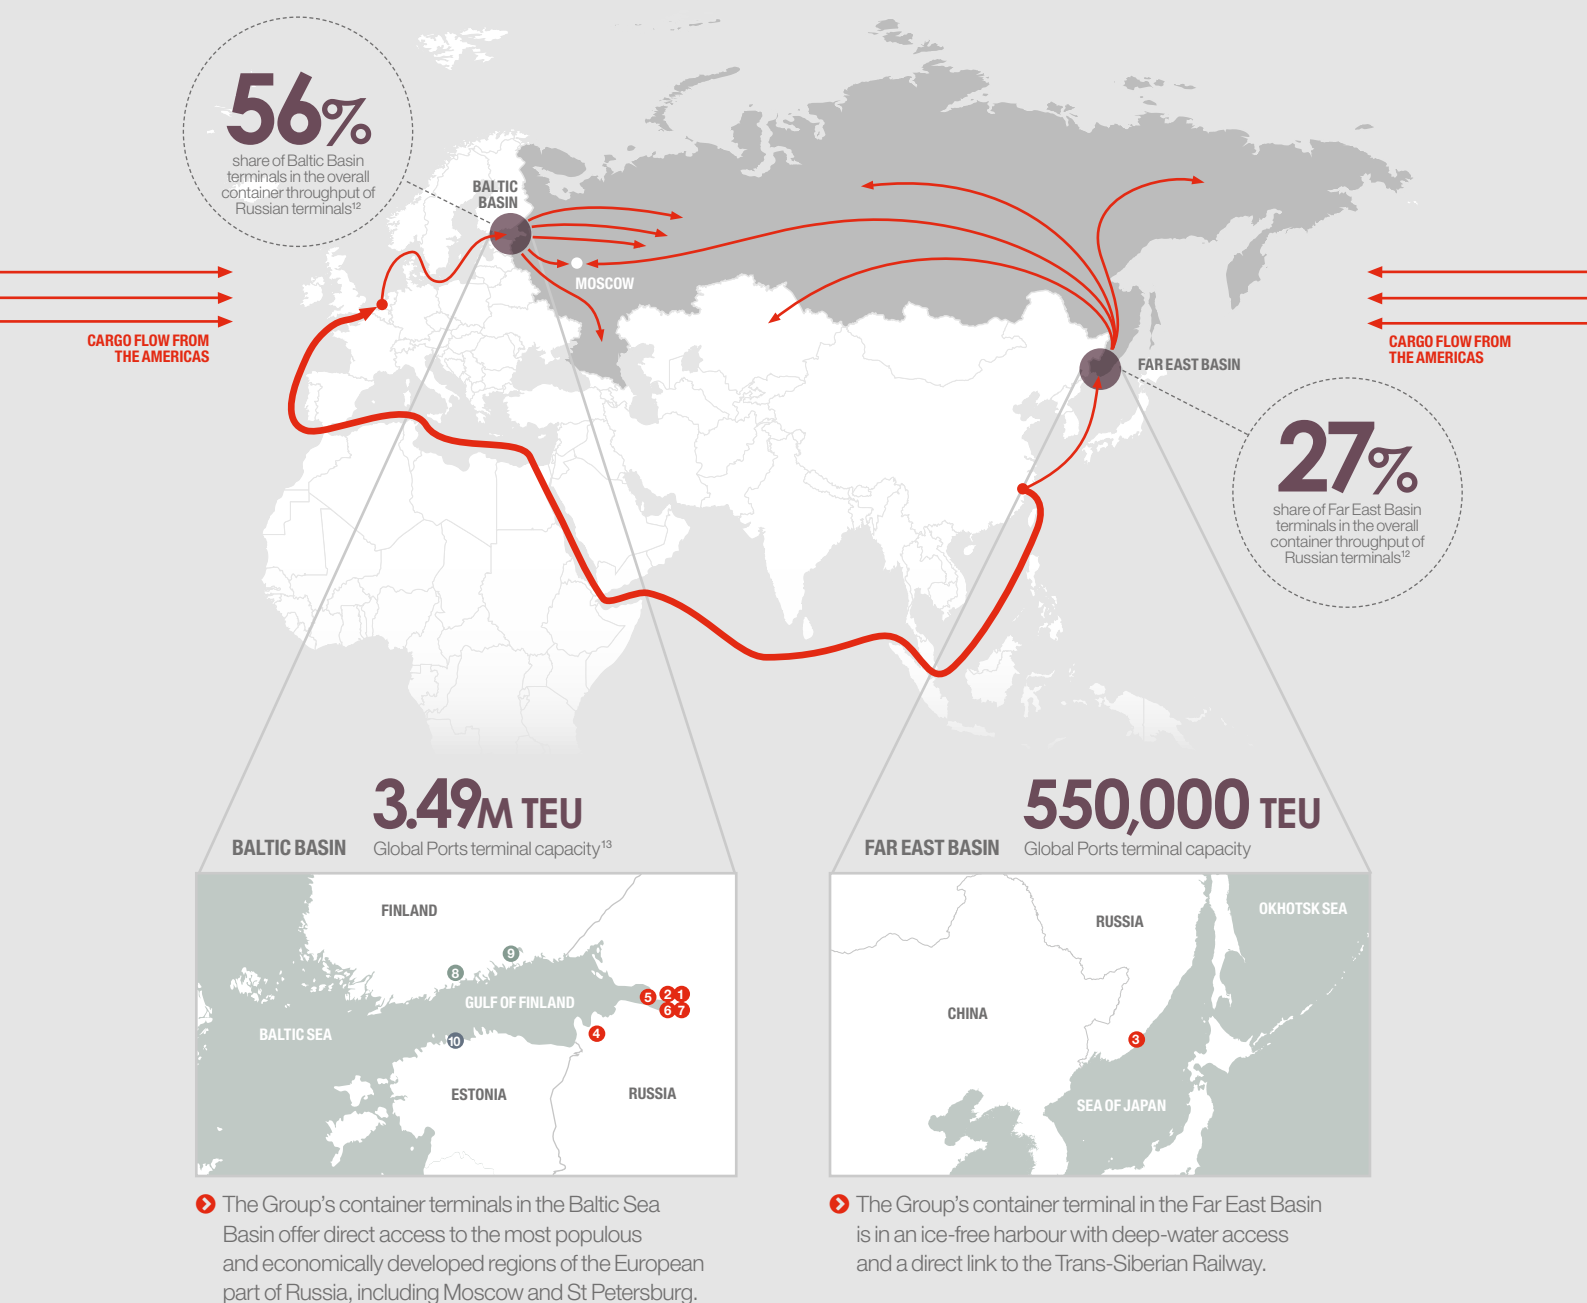 56%
share of Baltic Basin
terminals in the overall
container throughput of
Russian terminals¹²
BALTIC
BASIN
MOSCOW
CARGO FLOW FROM
THE AMERICAS
CARGO FLOW FROM
THE AMERICAS
FAR EAST BASIN
27%
share of Far East Basin
terminals in the overall
container throughput of
Russian terminals¹²
3.49M TEU
BALTIC BASIN
Global Ports terminal capacity¹³
FINLAND
9
8
GULF OF FINLAND
5
2 1
6 7
4
BALTIC SEA
10
ESTONIA
RUSSIA
The Group's container terminals in the Baltic Sea
Basin offer direct access to the most populous
and economically developed regions of the European
part of Russia, including Moscow and St Petersburg.
550,000 TEU
FAR EAST BASIN
Global Ports terminal capacity
OKHOTSK SEA
RUSSIA
CHINA
3
SEA OF JAPAN
The Group's container terminal in the Far East Basin
is in an ice-free harbour with deep-water access
and a direct link to the Trans-Siberian Railway.